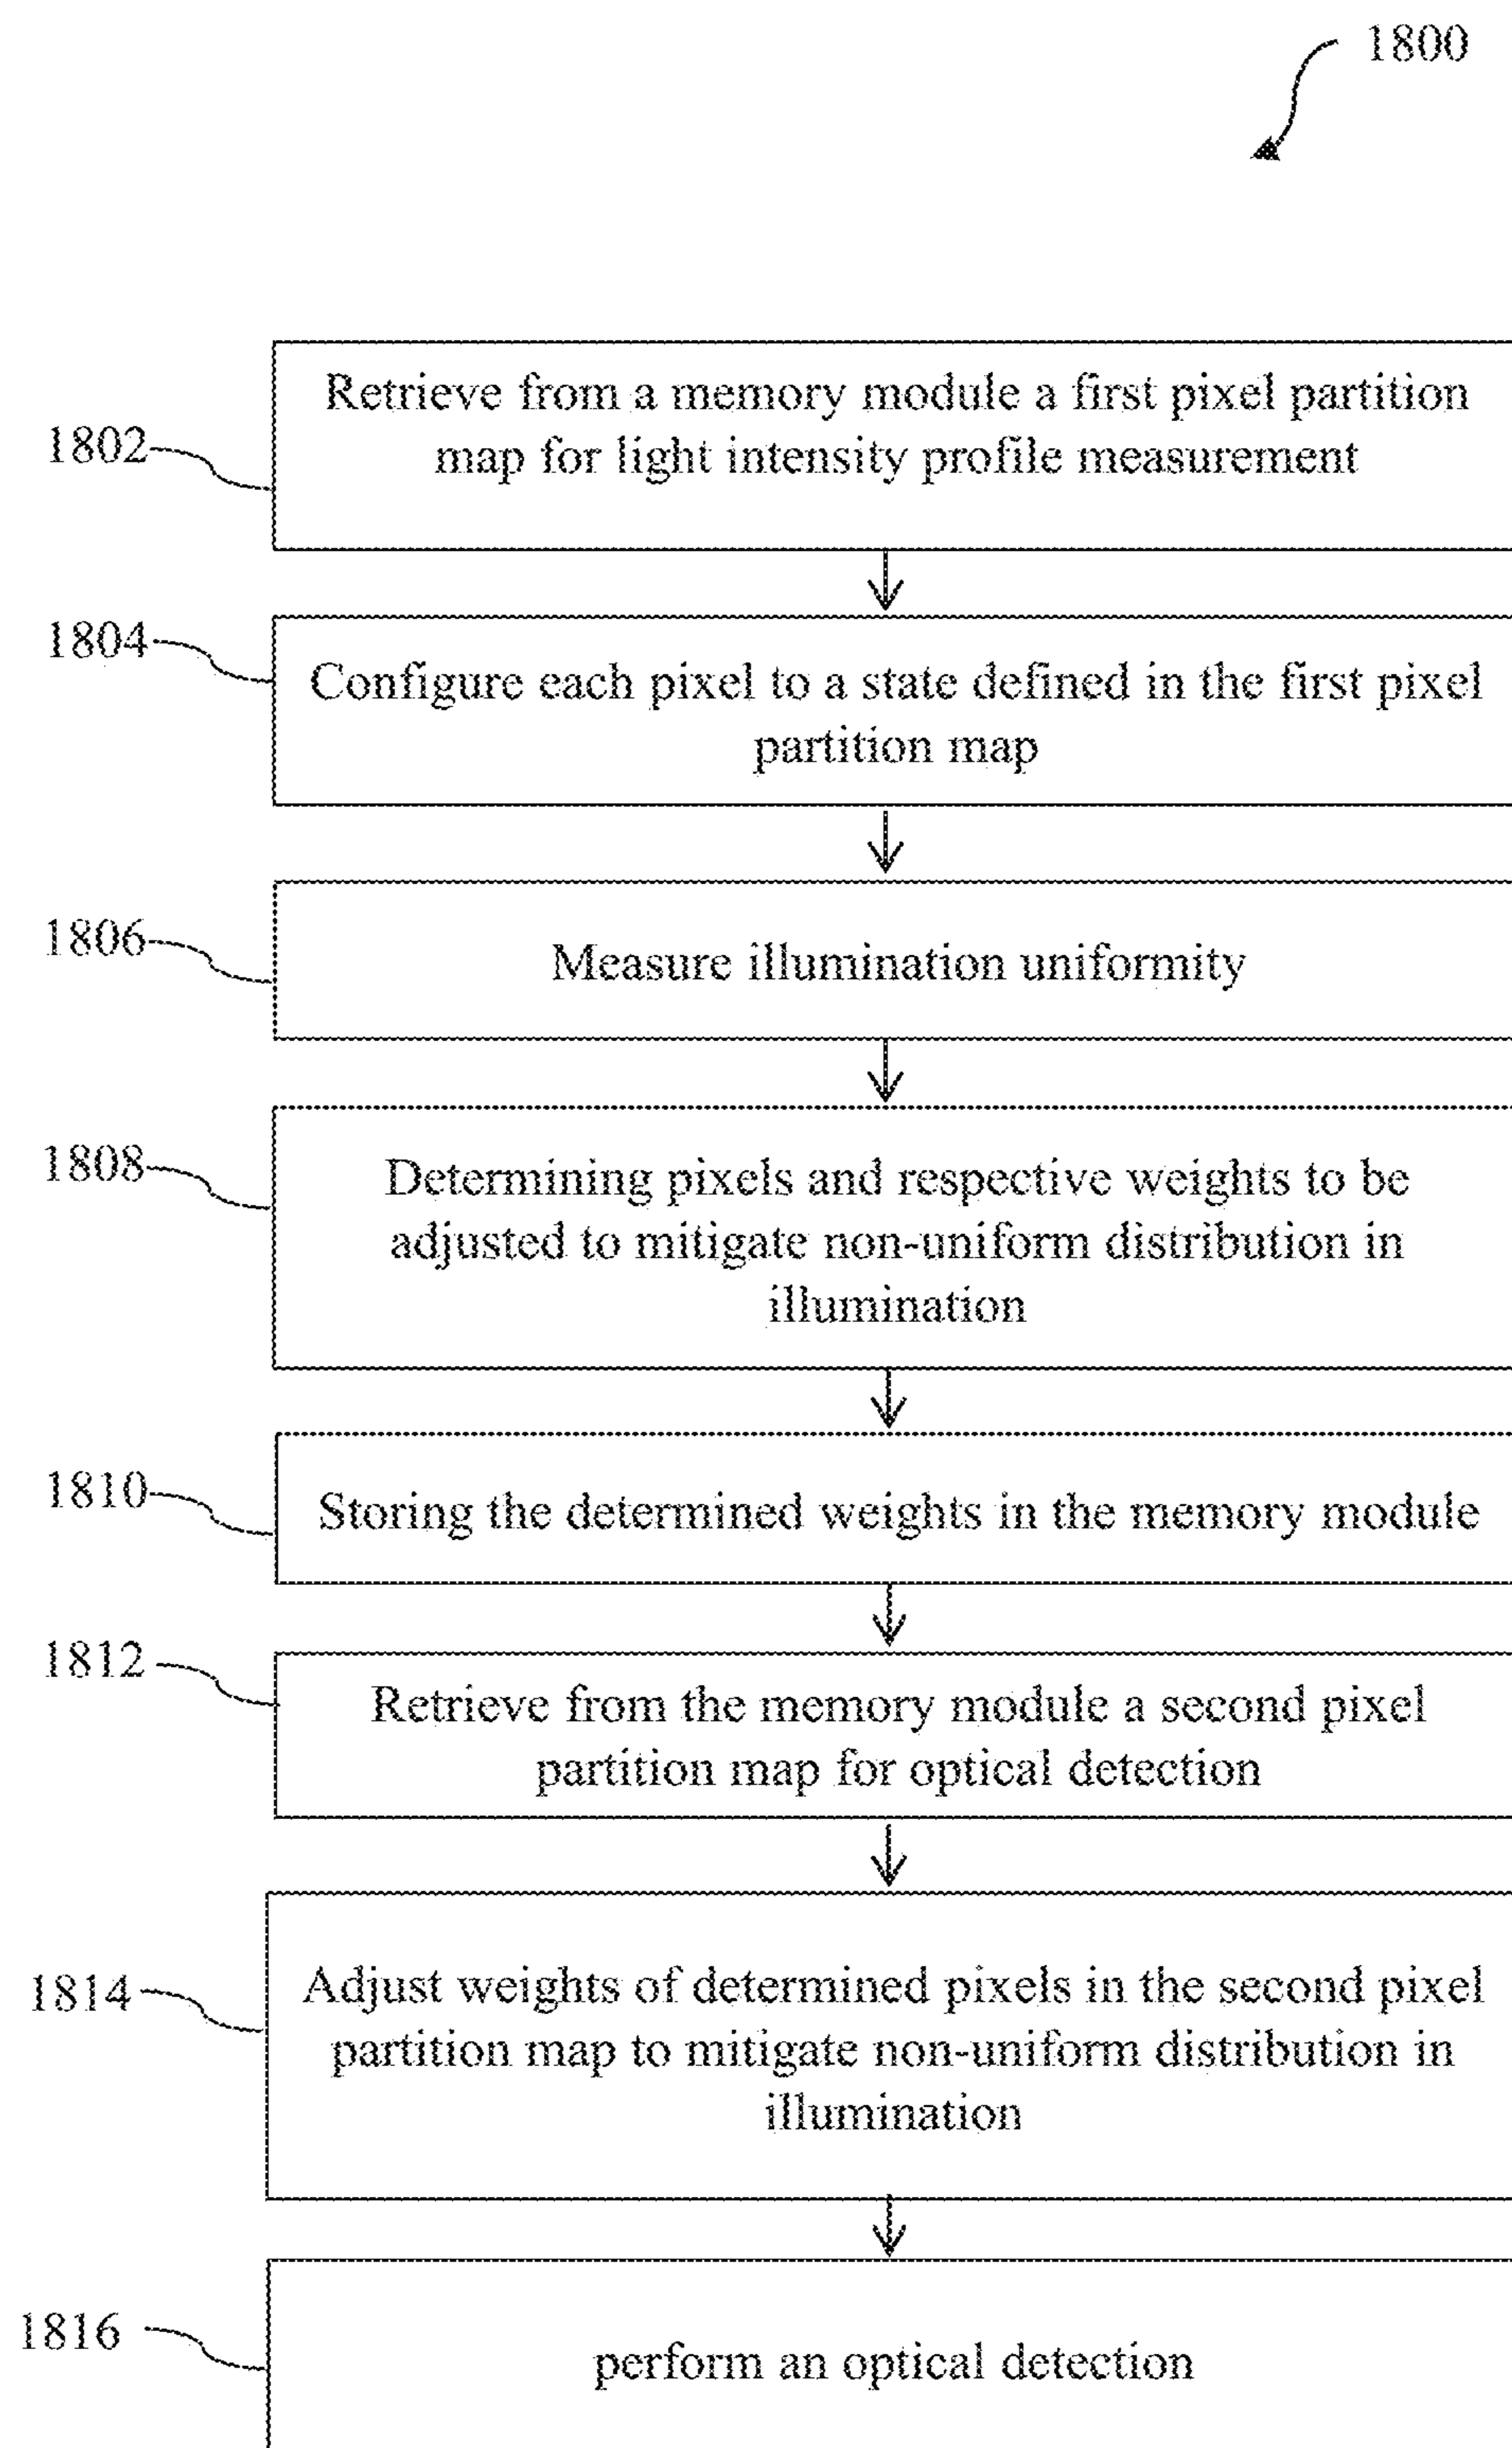 1800
1802
Retrieve from a memory module a first pixel partition
map for light intensity profile measurement
1804
Configure each pixel to a state defined in the first pixel
partition map
1806
Measure illumination uniformity
1808
Determining pixels and respective weights to be
adjusted to mitigate non-uniform distribution in
illumination
1810
Storing the determined weights in the memory module
1812
Retrieve from the memory module a second pixel
partition map for optical detection
1814
Adjust weights of determined pixels in the second pixel
partition map to mitigate non-uniform distribution in
illumination
1816
perform an optical detection